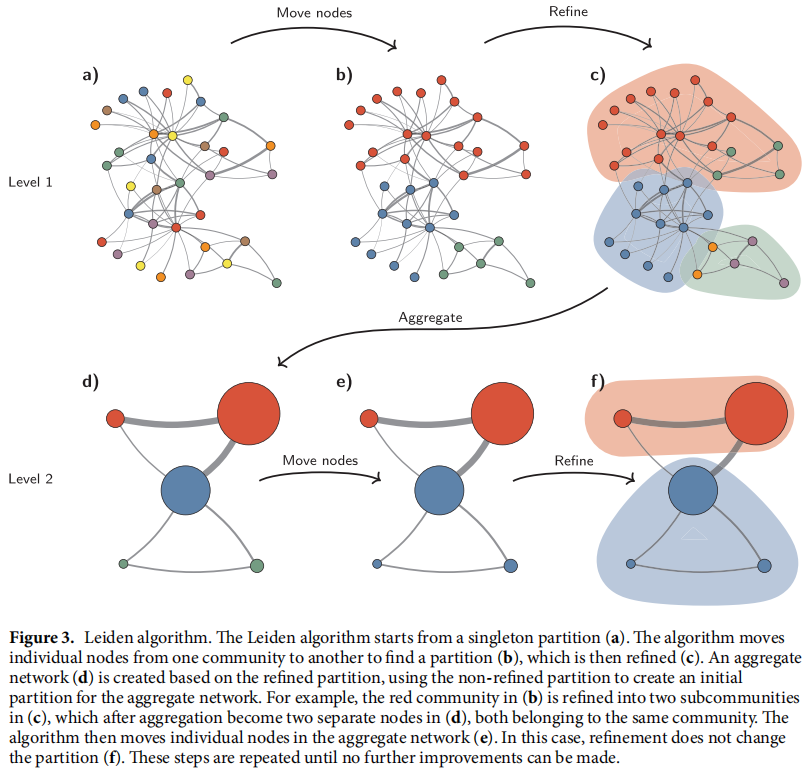 Move nodes
Refine
a)
b)
c)
Level 1
Aggregate
d)
e)
f)
Move nodes
Refine
Level 2
Figure 3. Leiden algorithm. The Leiden algorithm starts from a singleton partition (a). The algorithm moves
individual nodes from one community to another to find a partition (b), which is then refined (c). An aggregate
network (d) is created based on the refined partition, using the non-refined partition to create an initial
partition for the aggregate network. For example, the red community in (b) is refined into two subcommunities
in (c), which after aggregation become two separate nodes in (d), both belonging to the same community. The
algorithm then moves individual nodes in the aggregate network (e). In this case, refinement does not change
the partition (f). These steps are repeated until no further improvements can be made.